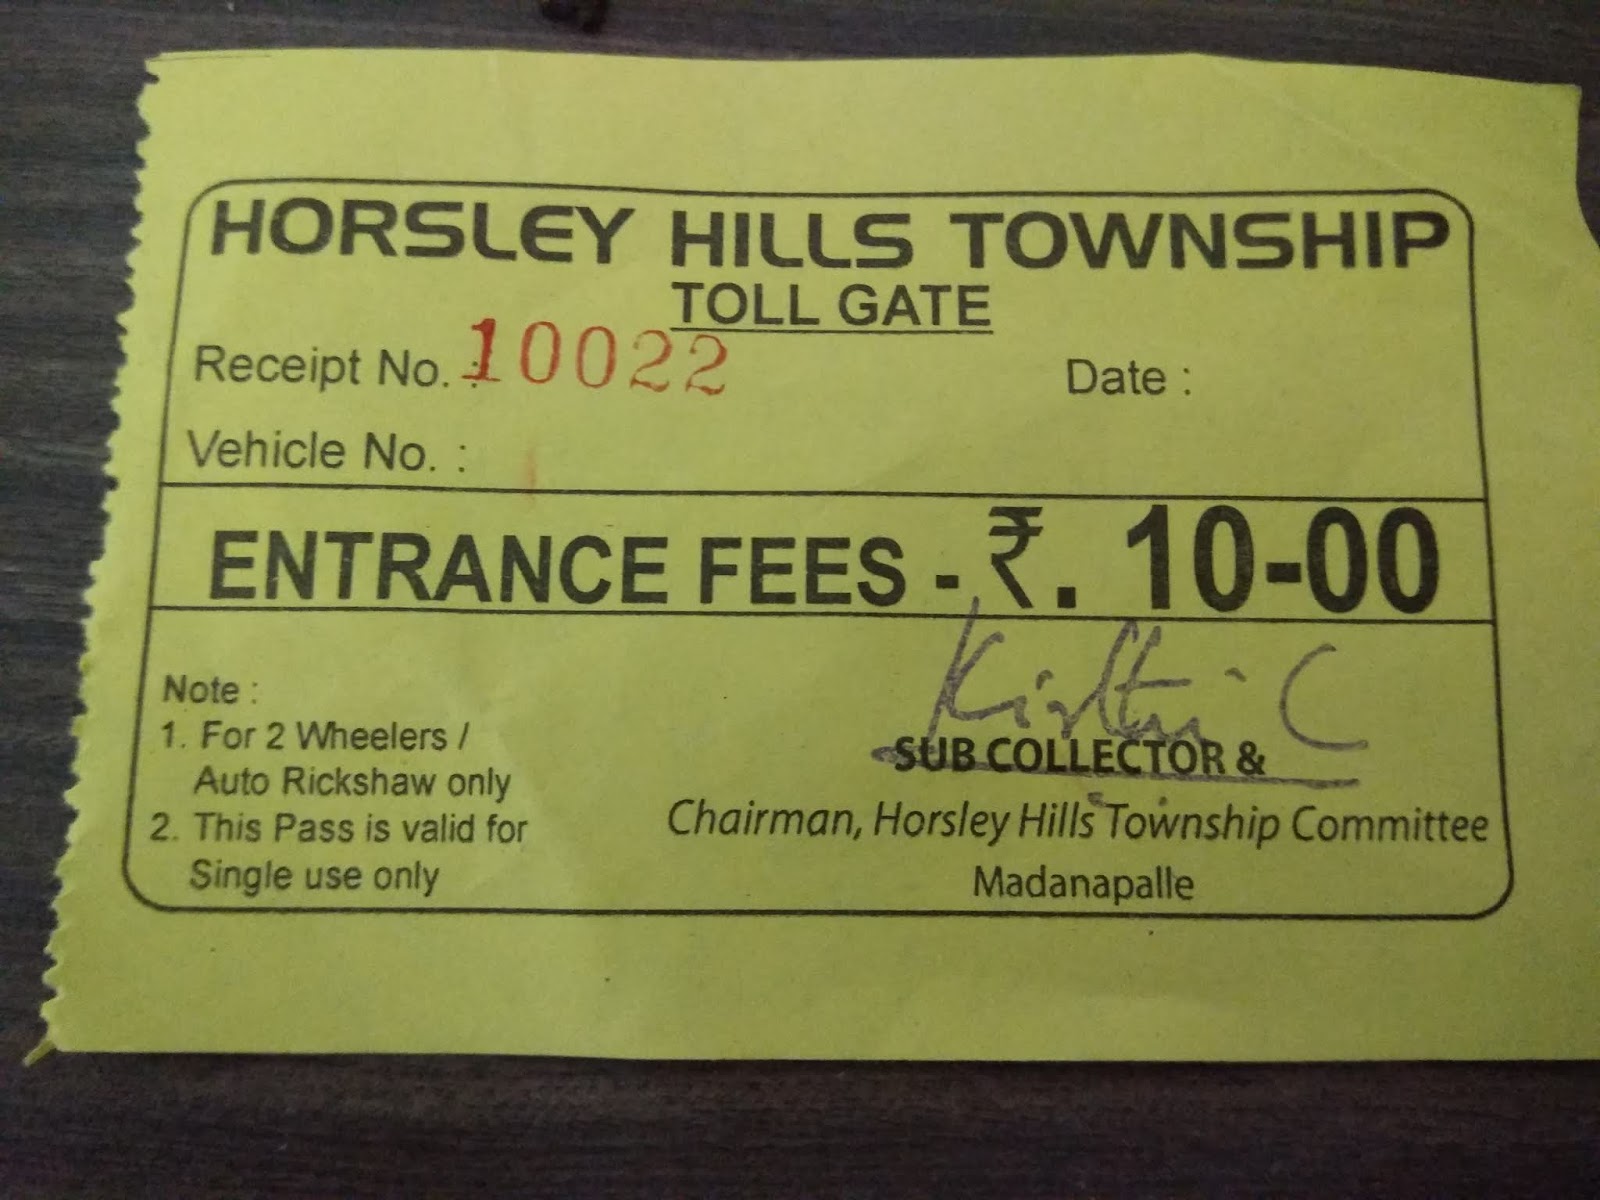 HORSLEY HILLS TOWNSHIP
TOLL GATE
Receipt No. : 10022 Date :
Vehicle No. :
ENTRANCE FEES - ₹. 10-00
Note :
1. For 2 Wheelers /
Auto Rickshaw only
2. This Pass is valid for
Single use only
SUB COLLECTOR &
Chairman, Horsley Hills Township Committee
Madanapalle